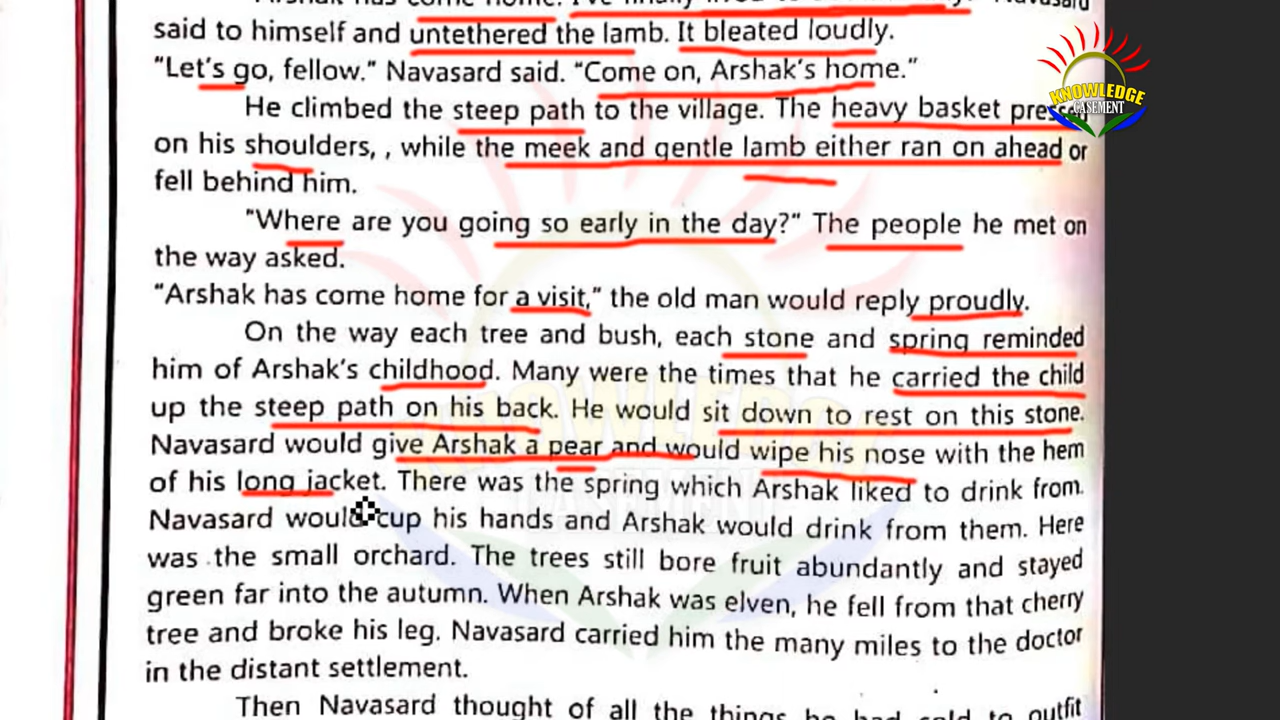 said to himself and untethered the lamb. It bleated loudly.
"Let's go, fellow." Navasard said. "Come on, Arshak's home."
He climbed the steep path to the village. The heavy basket pressed
on his shoulders, , while the meek and gentle lamb either ran on ahead or
fell behind him.
"Where are you going so early in the day?" The people he met on
the way asked.
"Arshak has come home for a visit," the old man would reply proudly.
On the way each tree and bush, each stone and spring reminded
him of Arshak's childhood. Many were the times that he carried the child
up the steep path on his back. He would sit down to rest on this stone.
Navasard would give Arshak a pear and would wipe his nose with the hem
of his long jacket. There was the spring which Arshak liked to drink from.
Navasard would cup his hands and Arshak would drink from them. Here
was the small orchard. The trees still bore fruit abundantly and stayed
green far into the autumn. When Arshak was elven, he fell from that cherry
tree and broke his leg. Navasard carried him the many miles to the doctor
in the distant settlement.
Then Navasard thought of all the things he had sold to outfit
KNOWLEDGE
CASEMENT